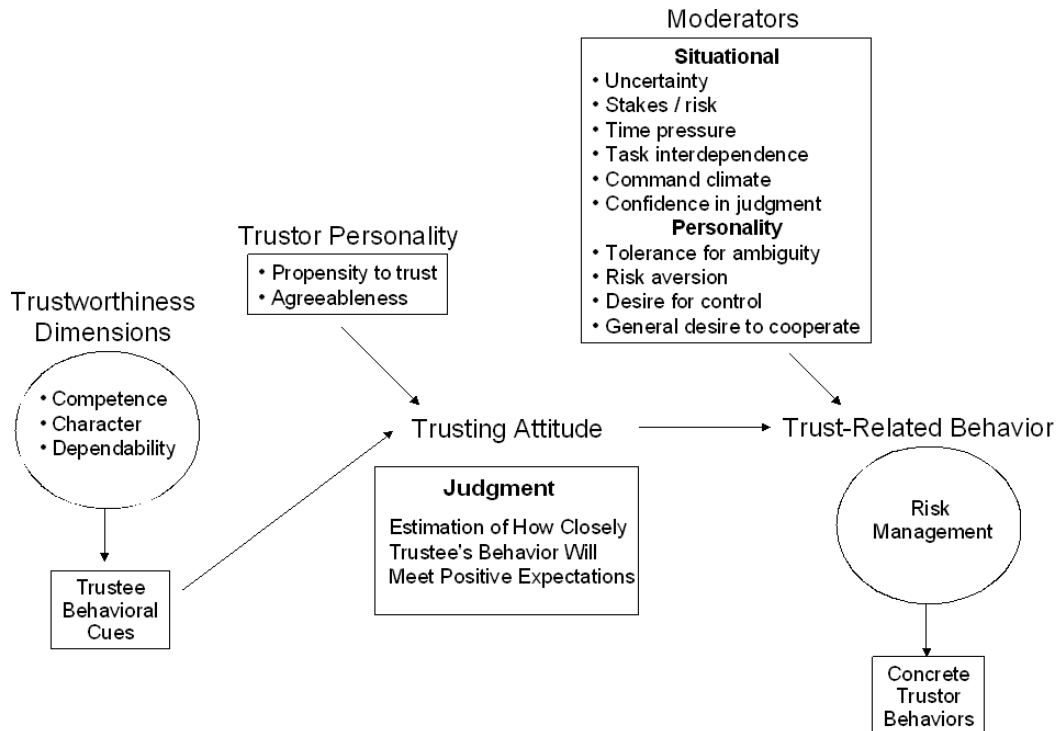 Moderators
Situational
• Uncertainty
• Stakes / risk
• Time pressure
• Task interdependence
• Command climate
• Confidence in judgment
Personality
• Tolerance for ambiguity
• Risk aversion
• Desire for control
• General desire to cooperate
Trustor Personality
• Propensity to trust
• Agreeableness
Trustworthiness
Dimensions
• Competence
• Character
• Dependability
Trustee
Behavioral
Cues
Trusting Attitude
Judgment
Estimation of How Closely
Trustee's Behavior Will
Meet Positive Expectations
Trust-Related Behavior
Risk
Management
Concrete
Trustor
Behaviors